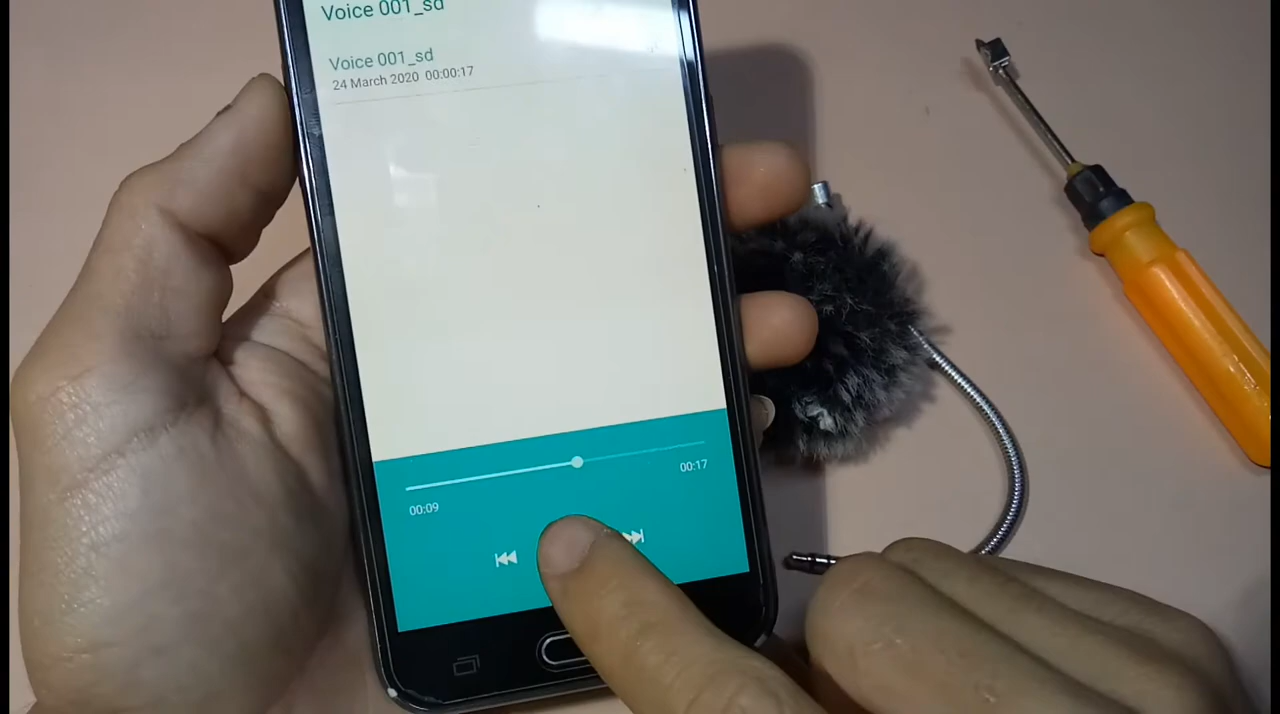 Voice 001_sd
Voice 001_sd
24 March 2020 00:00:17
00:09
00:17